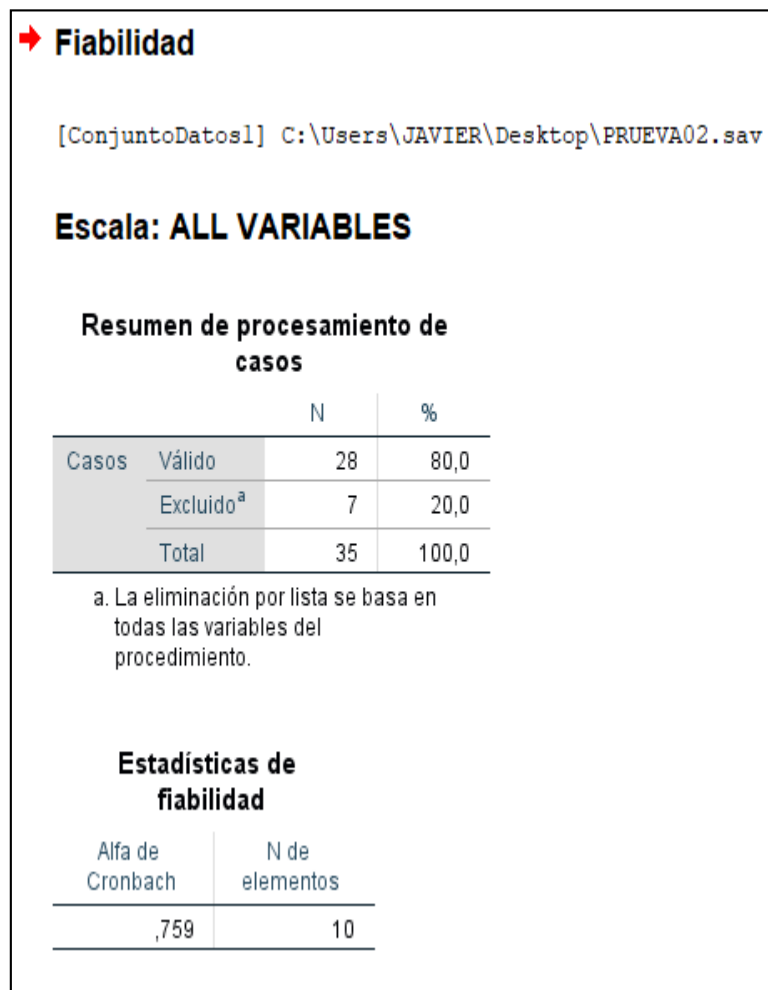 Fiabilidad
[ConjuntoDatos1] C:\Users\JAVIER\Desktop\PRUEVA02.sav
Escala: ALL VARIABLES
Resumen de procesamiento de
casos
N %
Casos Válido 28 80,0
Excluidoª 7 20,0
Total 35 100,0
a. La eliminación por lista se basa en
todas las variables del
procedimiento.
Estadísticas de
fiabilidad
Alfa de N de
Cronbach elementos
,759 10